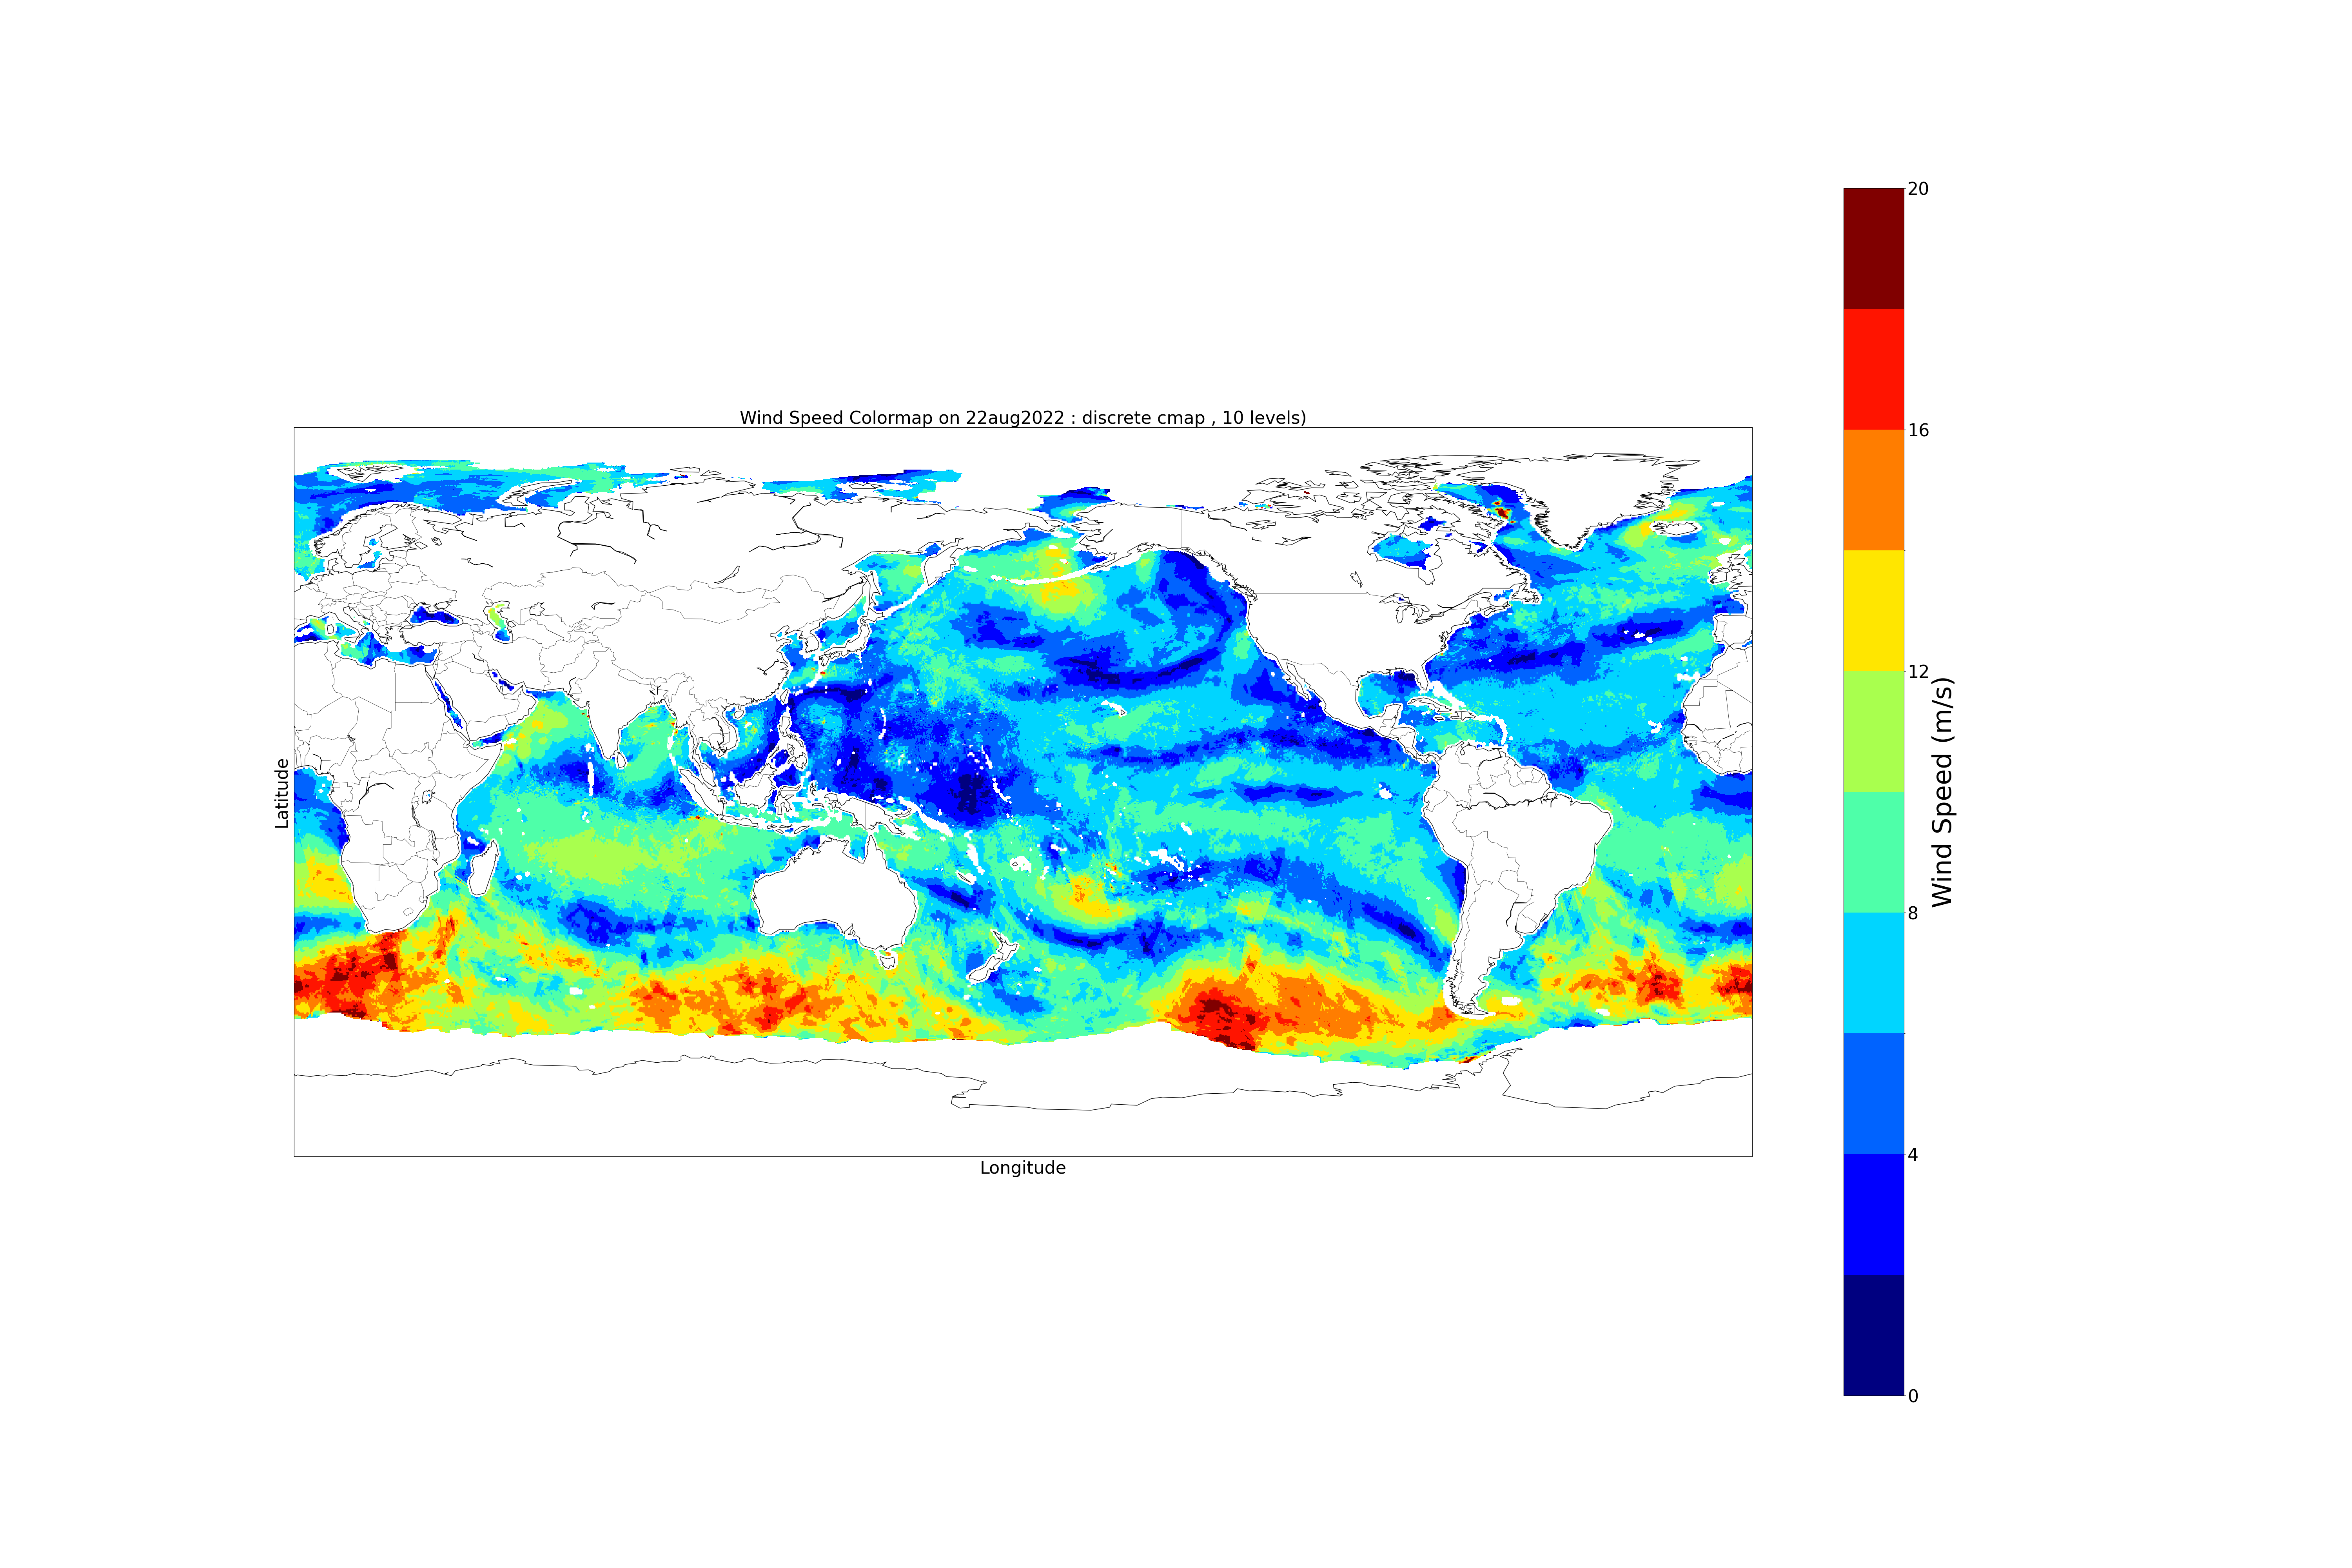 Wind Speed Colormap on 22aug2022 : discrete cmap , 10 levels)
Latitude
Longitude
20
16
12
8
4
0
Wind Speed (m/s)